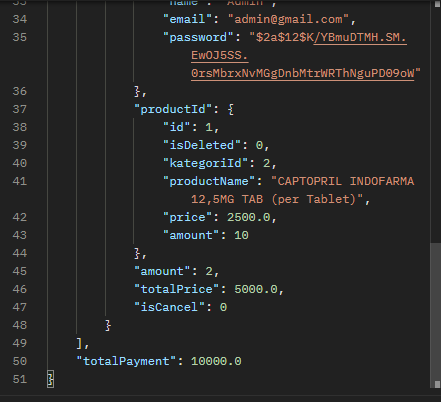 33 "name": "Admin",
34 "email": "admin@gmail.com",
35 "password": "$2a$12$K/YBmuDTMH.SM.
EwOJ5SS.
0rsMbrxNvMGgDnbMtrWRThNguPD09oW"
36 },
37 "productId": {
38 "id": 1,
39 "isDeleted": 0,
40 "kategoriId": 2,
41 "productName": "CAPTOPRIL INDOFARMA
12,5MG TAB (per Tablet)",
42 "price": 2500.0,
43 "amount": 10
44 },
45 "amount": 2,
46 "totalPrice": 5000.0,
47 "isCancel": 0
48 }
49 ],
50 "totalPayment": 10000.0
51 }